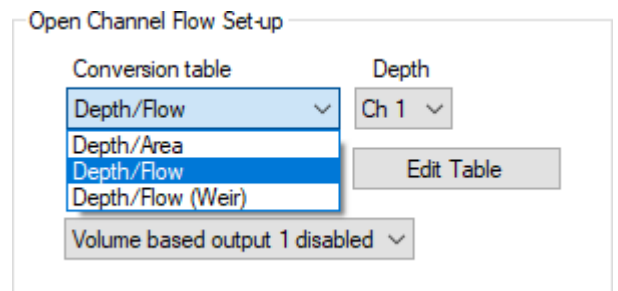 Open Channel Flow Set-up
Conversion table Depth
Depth/Flow Ch 1
Depth/Area
Depth/Flow Edit Table
Depth/Flow (Weir)
Volume based output 1 disabled